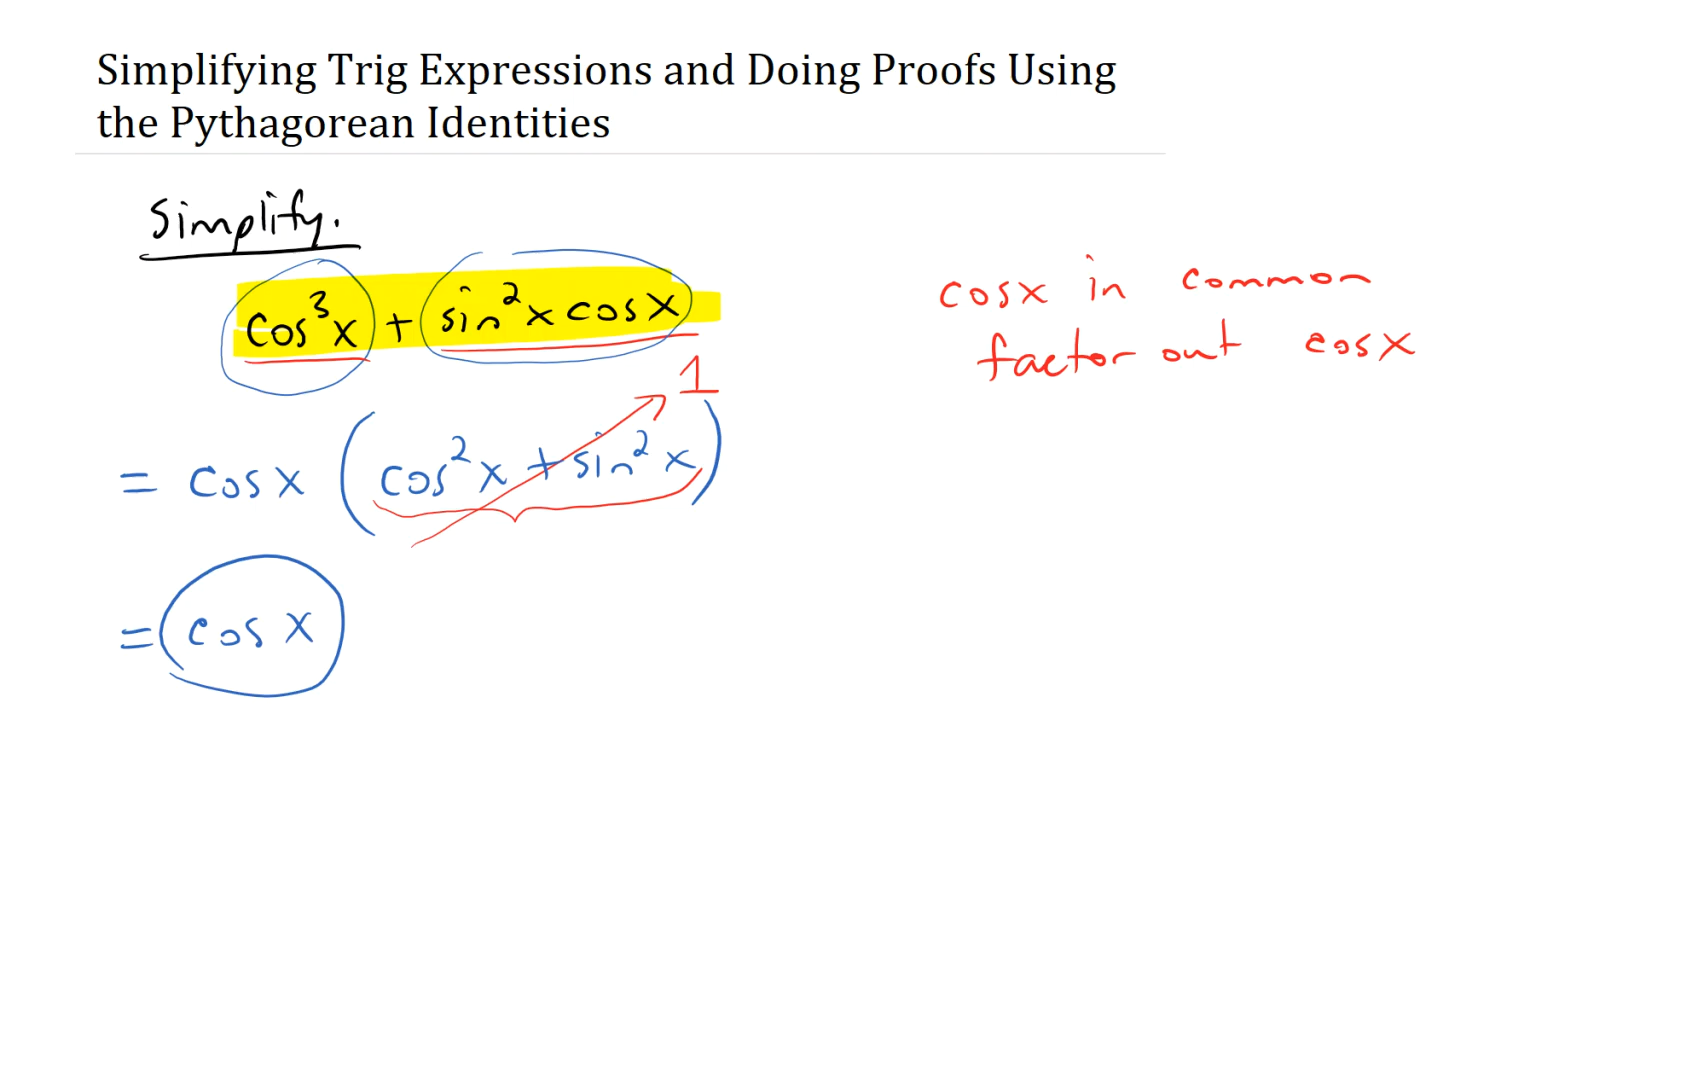 Simplifying Trig Expressions and Doing Proofs Using
the Pythagorean Identities
Simplify.
cos³x + sin²x cosx
cosx in common
factor out cosx
1
= cosx (cos²x + sin²x)
= cosx